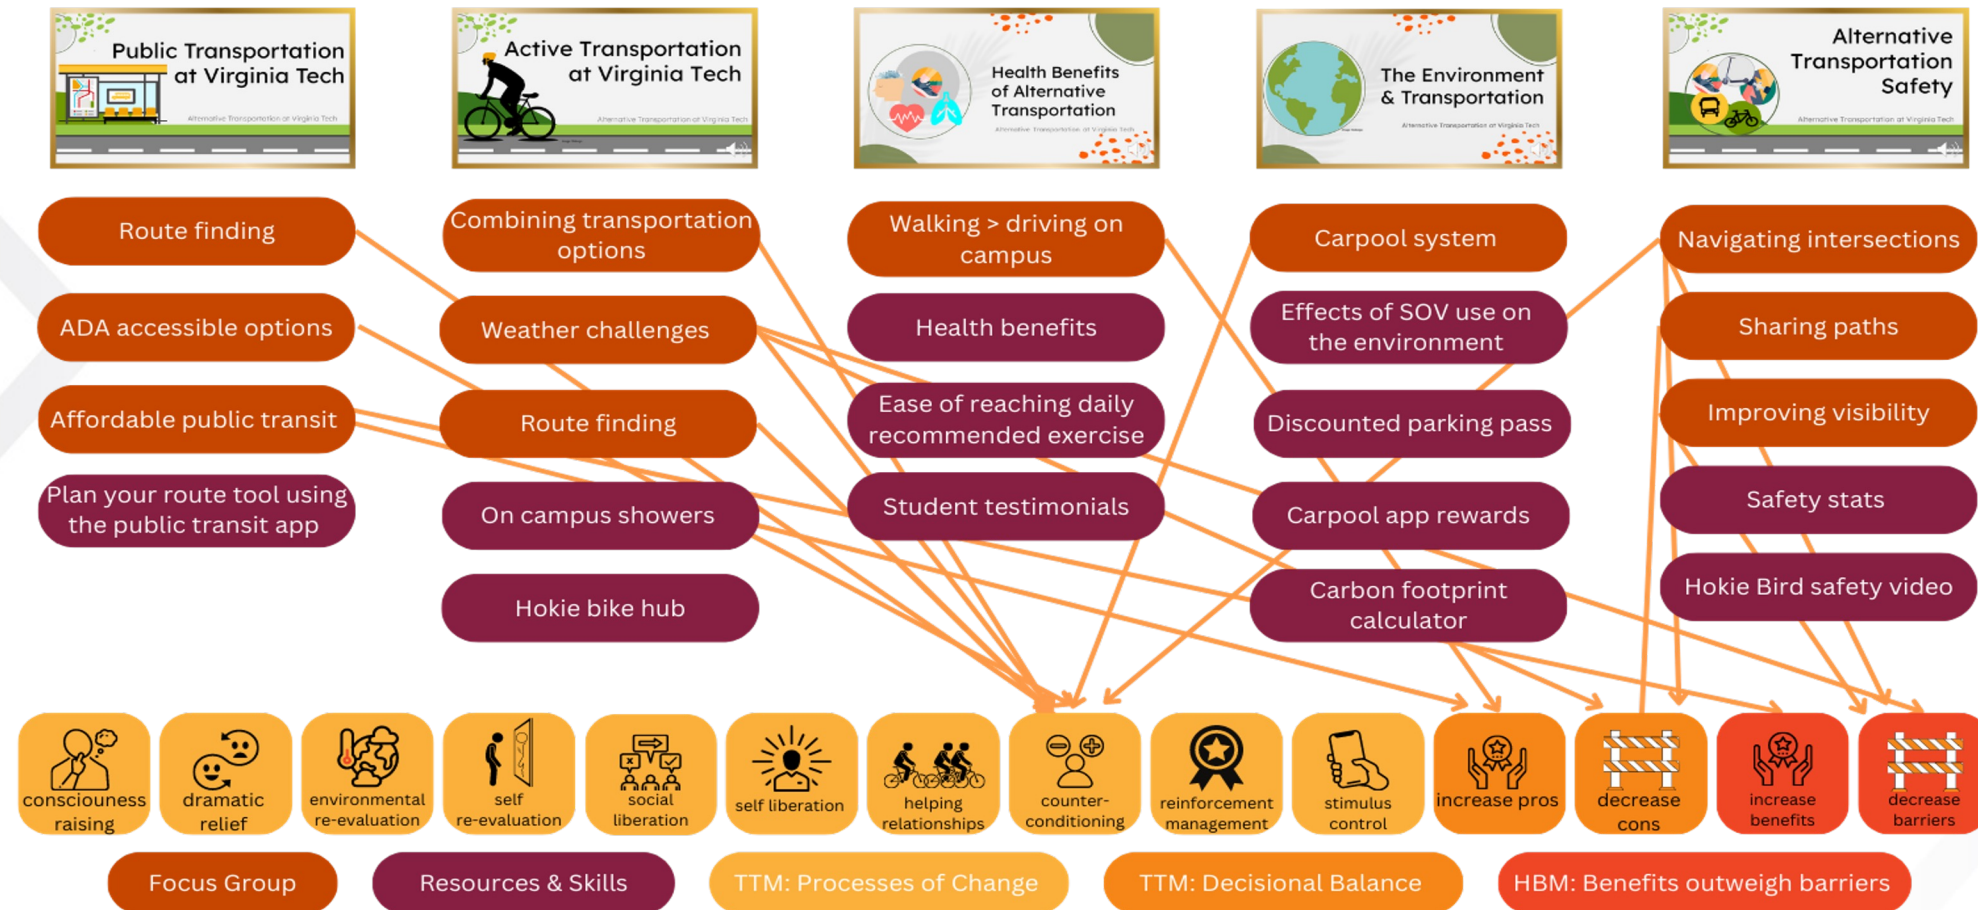 Public Transportation
at Virginia Tech
Alternative Transportation at Virginia Tech
Active Transportation
at Virginia Tech
Alternative Transportation at Virginia Tech
Health Benefits
of Alternative
Transportation
Alternative Transportation at Virginia Tech
The Environment
& Transportation
Alternative Transportation at Virginia Tech
Alternative
Transportation
Safety
Alternative Transportation at Virginia Tech
Route finding
ADA accessible options
Affordable public transit
Plan your route tool using
the public transit app
Combining transportation
options
Weather challenges
Route finding
On campus showers
Hokie bike hub
Walking > driving on
campus
Health benefits
Ease of reaching daily
recommended exercise
Student testimonials
Carpool system
Effects of SOV use on
the environment
Discounted parking pass
Carpool app rewards
Carbon footprint
calculator
Navigating intersections
Sharing paths
Improving visibility
Safety stats
Hokie Bird safety video
consciouness
raising
dramatic
relief
environmental
re-evaluation
self
re-evaluation
social
liberation
self liberation
helping
relationships
counter-
conditioning
reinforcement
management
stimulus
control
increase pros
decrease
cons
increase
benefits
decrease
barriers
Focus Group
Resources & Skills
TTM: Processes of Change
TTM: Decisional Balance
HBM: Benefits outweigh barriers